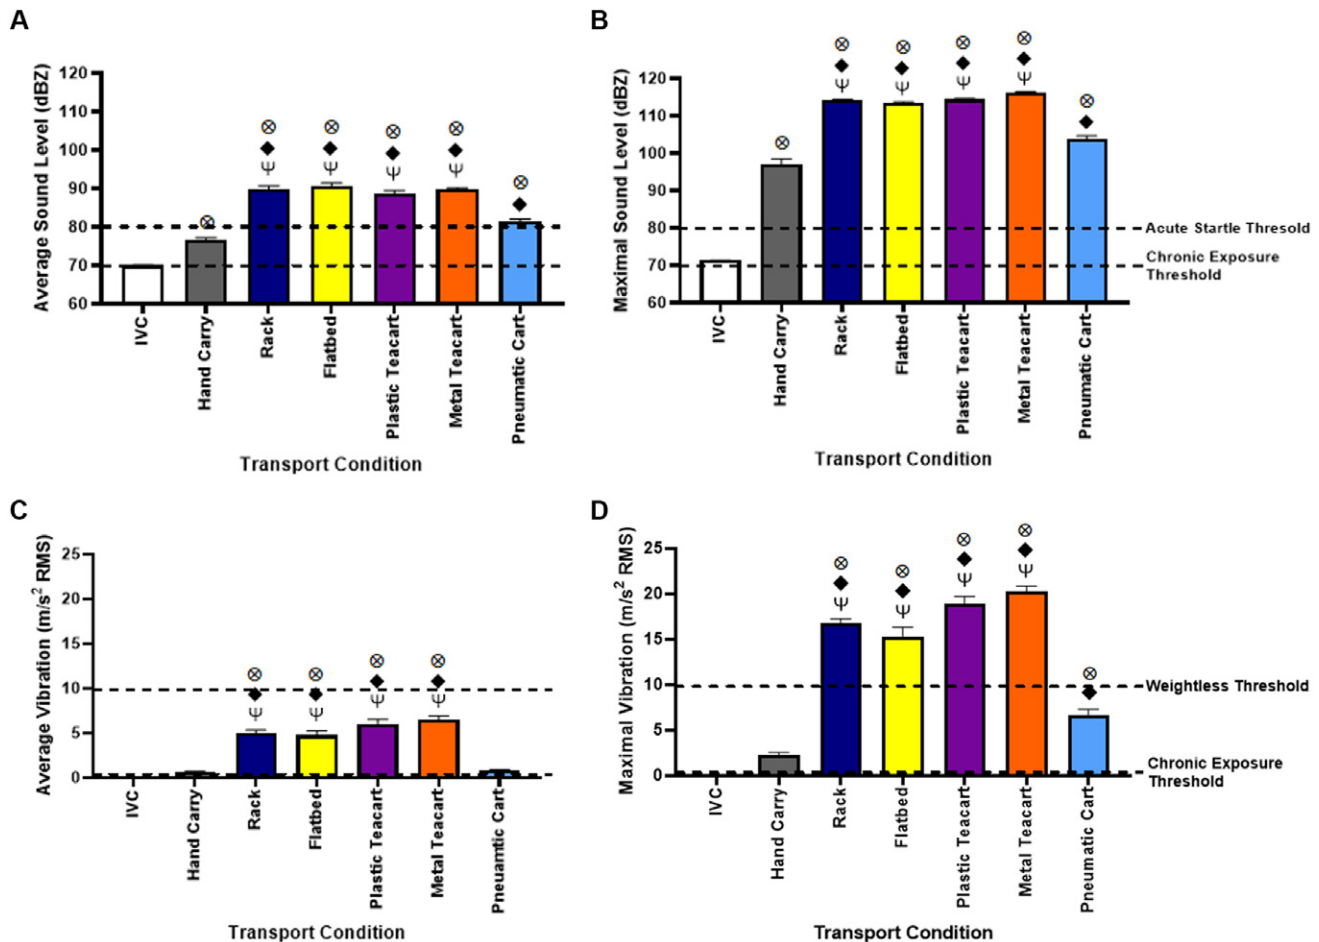 A
Average Sound Level (dBZ)
120
110
100
90
80
70
60
⊗ ⊗ ⊗ ⊗ ⊗ ⊗
◆ ◆ ◆ ◆ ◆
Ψ Ψ Ψ Ψ
IVC
Hand Carry
Rack
Flatbed
Plastic Teacart
Metal Teacart
Pneumatic Cart
Transport Condition
B
Maximal Sound Level (dBZ)
120
110
100
90
80
70
60
⊗ ⊗ ⊗ ⊗ ⊗ ⊗
◆ ◆ ◆ ◆ ◆
Ψ Ψ Ψ Ψ
Acute Startle Thresold
Chronic Exposure
Threshold
IVC
Hand Carry
Rack
Flatbed
Plastic Teacart
Metal Teacart
Pneumatic Cart
Transport Condition
C
Average Vibration (m/s² RMS)
25
20
15
10
5
0
⊗ ⊗ ⊗ ⊗
◆ ◆ ◆ ◆
Ψ Ψ Ψ Ψ
IVC
Hand Carry
Rack
Flatbed
Plastic Teacart
Metal Teacart
Pneuamtic Cart
Transport Condition
D
Maximal Vibration (m/s² RMS)
25
20
15
10
5
0
⊗ ⊗ ⊗ ⊗ ⊗
◆ ◆ ◆ ◆ ◆
Ψ Ψ Ψ Ψ
Weightless Threshold
Chronic Exposure
Threshold
IVC
Hand Carry
Rack
Flatbed
Plastic Teacart
Metal Teacart
Pneumatic Cart
Transport Condition